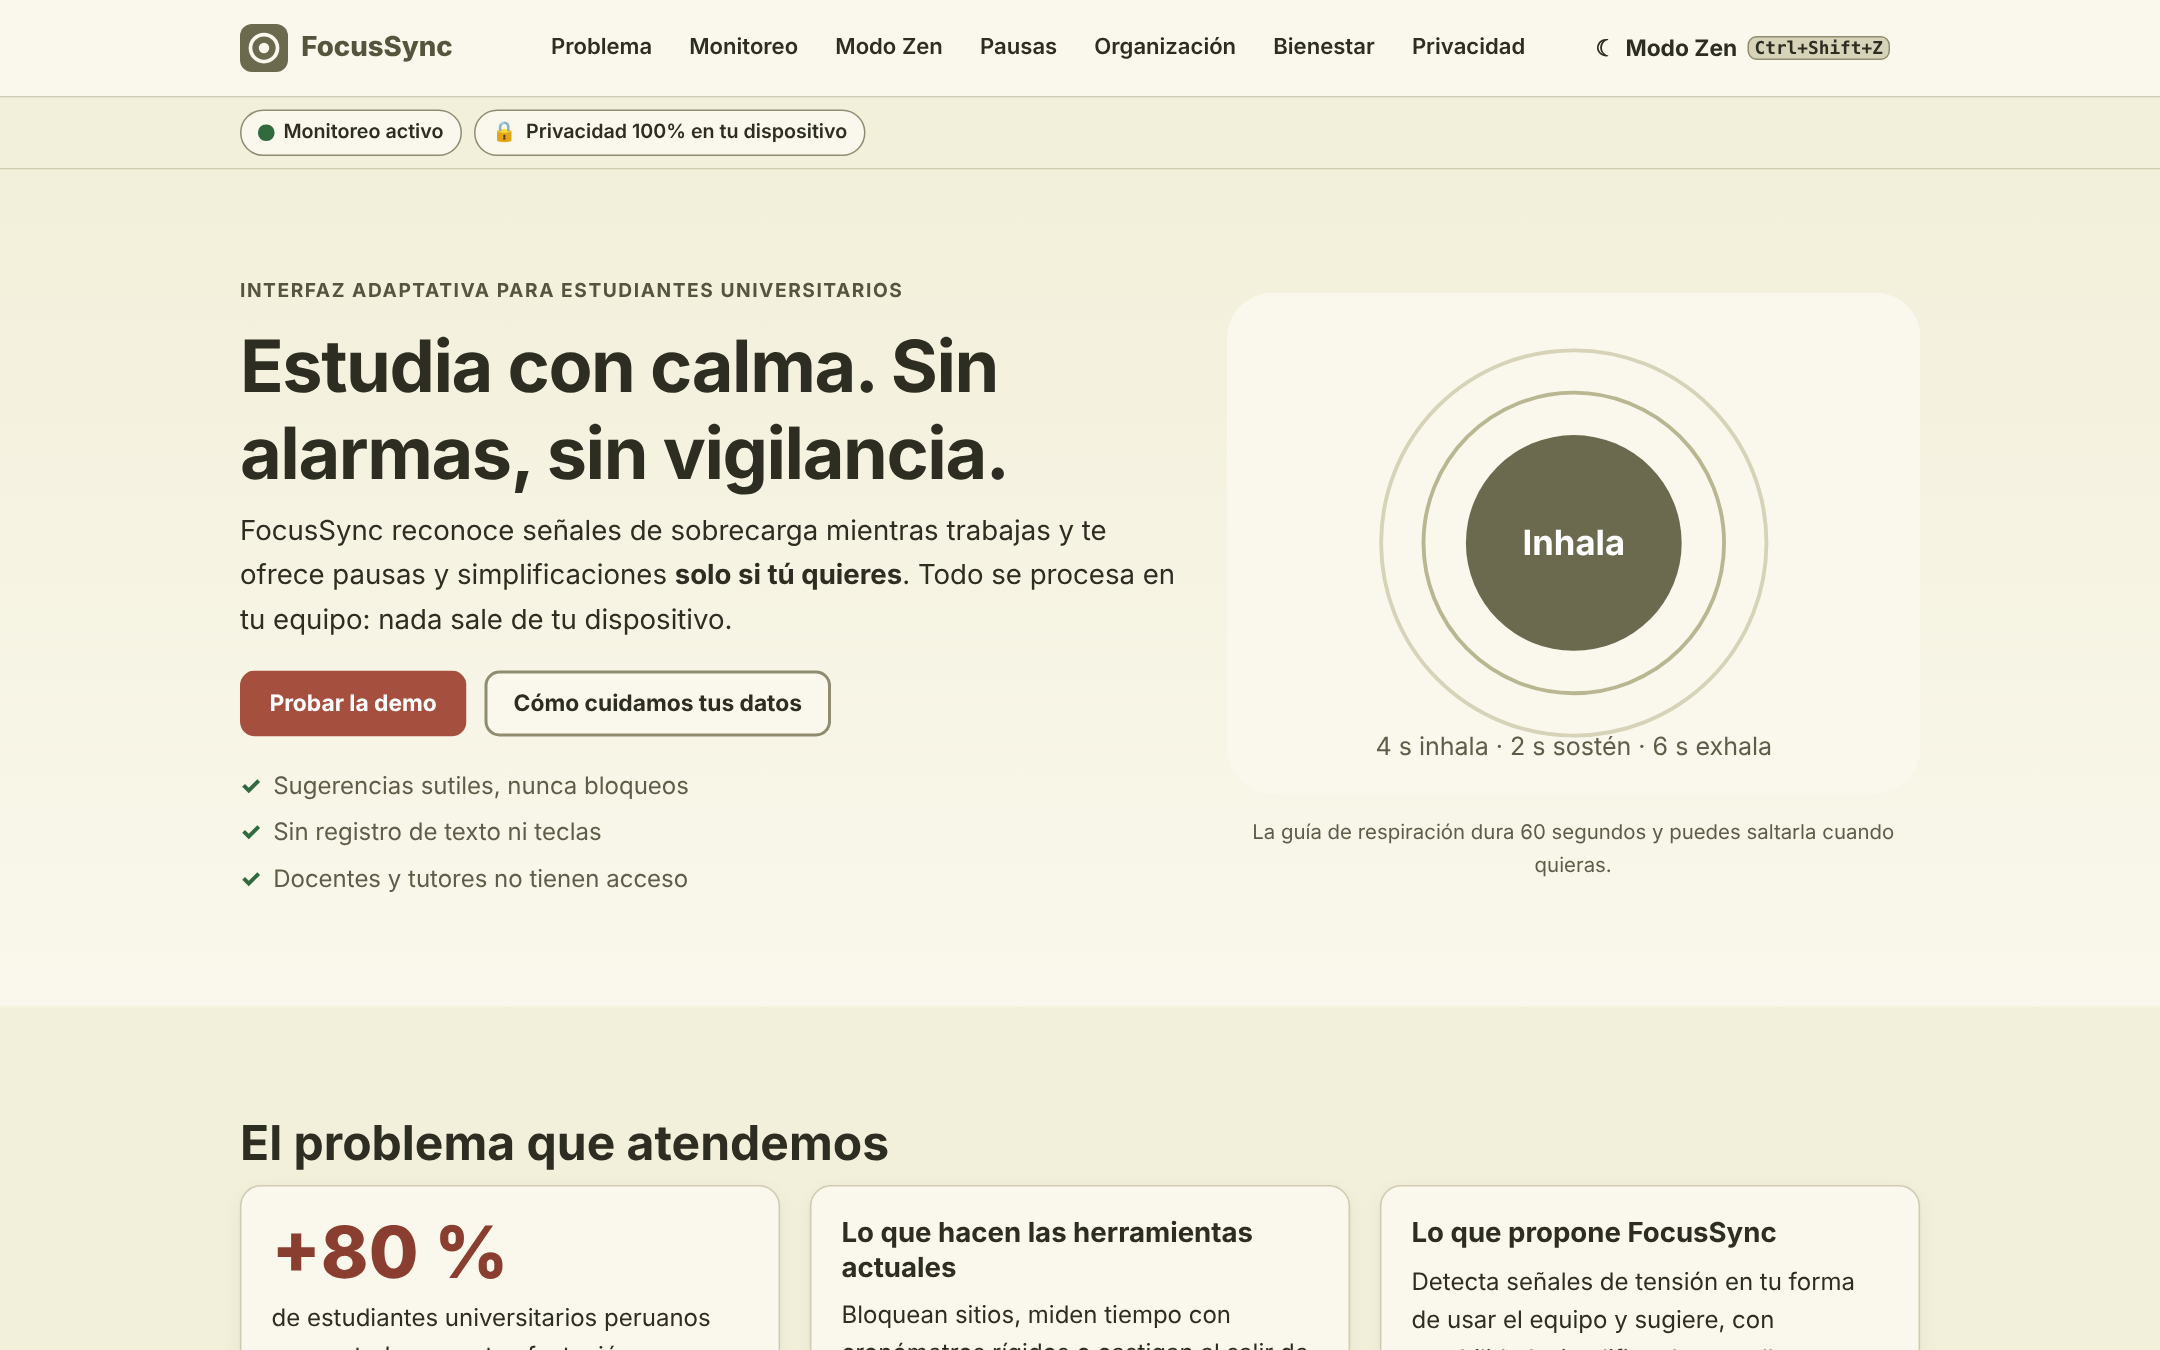 FocusSync
Problema
Monitoreo
Modo Zen
Pausas
Organización
Bienestar
Privacidad
Modo Zen Ctrl+Shift+Z
Monitoreo activo
Privacidad 100% en tu dispositivo
INTERFAZ ADAPTATIVA PARA ESTUDIANTES UNIVERSITARIOS
Estudia con calma. Sin
alarmas, sin vigilancia.
FocusSync reconoce señales de sobrecarga mientras trabajas y te
ofrece pausas y simplificaciones solo si tú quieres. Todo se procesa en
tu equipo: nada sale de tu dispositivo.
Probar la demo
Cómo cuidamos tus datos
✓ Sugerencias sutiles, nunca bloqueos
✓ Sin registro de texto ni teclas
✓ Docentes y tutores no tienen acceso
Inhala
4 s inhala · 2 s sostén · 6 s exhala
La guía de respiración dura 60 segundos y puedes saltarla cuando
quieras.
El problema que atendemos
+80 %
de estudiantes universitarios peruanos
Lo que hacen las herramientas
actuales
Bloquean sitios, miden tiempo con
cronómetros rígidos o castigan al salir de
Lo que propone FocusSync
Detecta señales de tensión en tu forma
de usar el equipo y sugiere, con